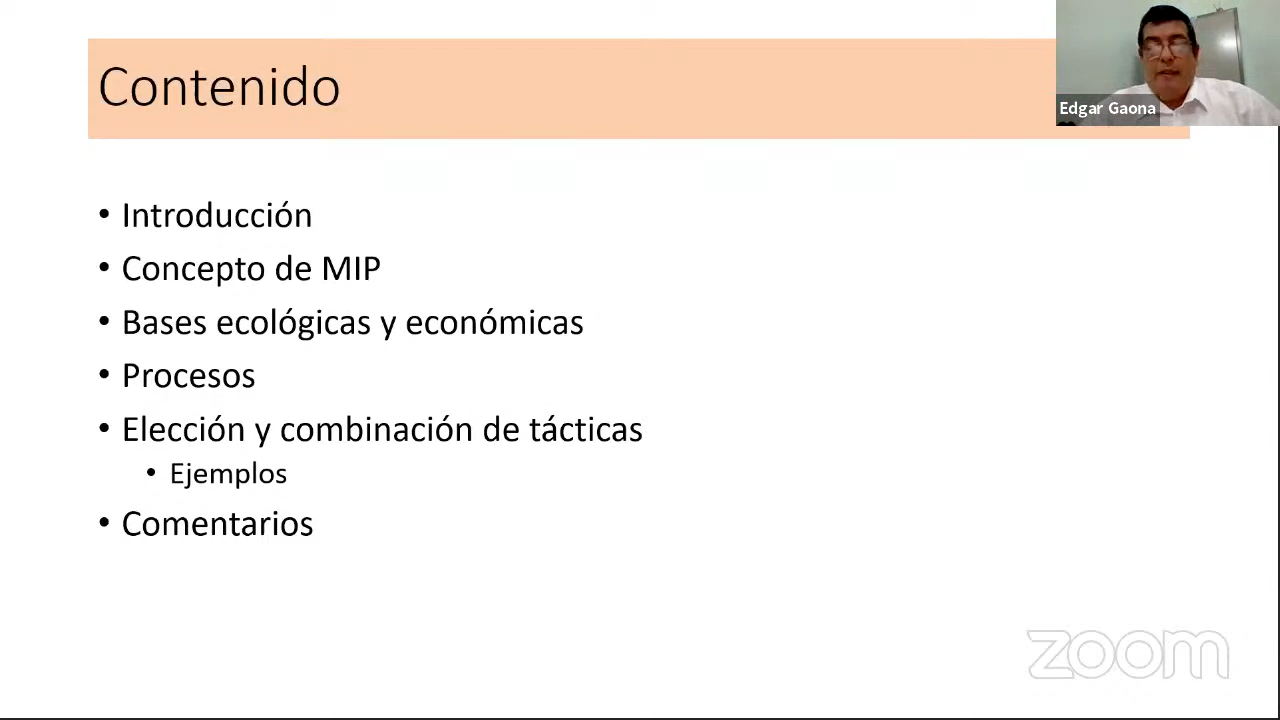 Contenido
Edgar Gaona
• Introducción
• Concepto de MIP
• Bases ecológicas y económicas
• Procesos
• Elección y combinación de tácticas
• Ejemplos
• Comentarios
zoom